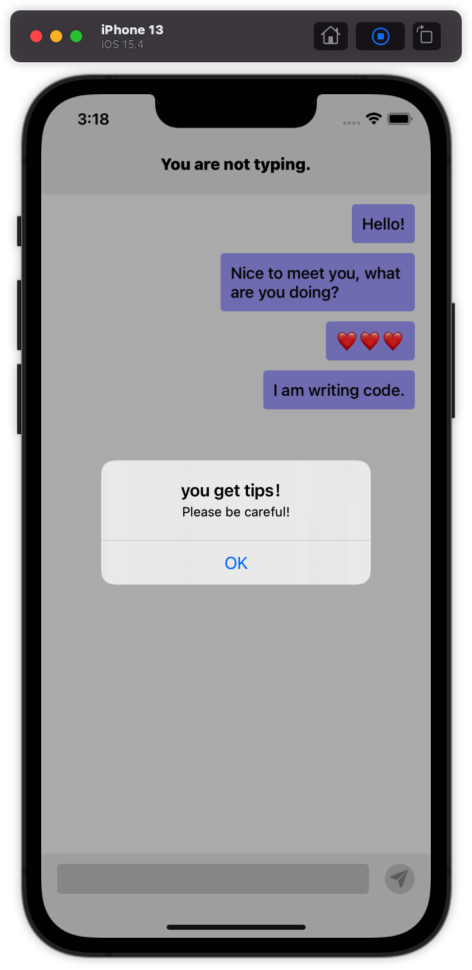 iPhone 13
iOS 15.4
3:18
You are not typing.
Hello!
Nice to meet you, what
are you doing?
❤️❤️❤️
I am writing code.
you get tips!
Please be careful!
OK